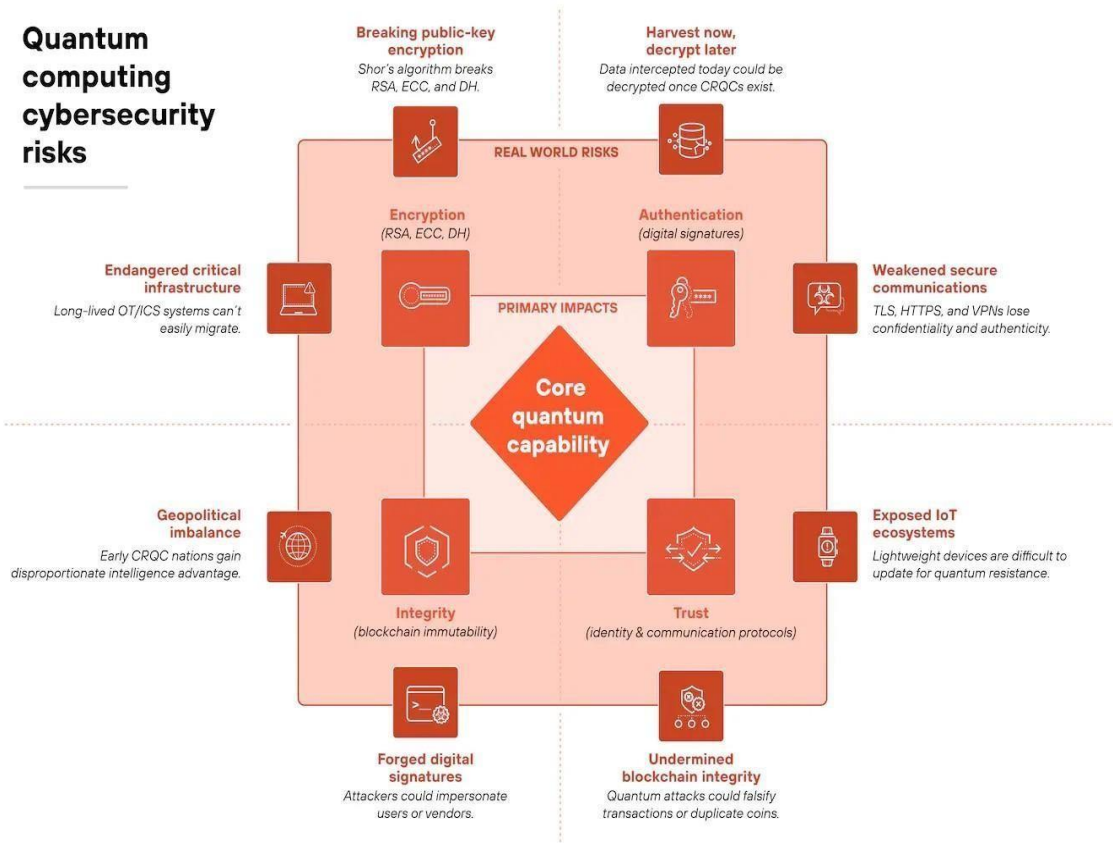 Quantum
computing
cybersecurity
risks
Breaking public-key
encryption
Shor's algorithm breaks
RSA, ECC, and DH.
Harvest now,
decrypt later
Data intercepted today could be
decrypted once CRQCs exist.
REAL WORLD RISKS
Encryption
(RSA, ECC, DH)
Authentication
(digital signatures)
Endangered critical
infrastructure
Long-lived OT/ICS systems can't
easily migrate.
Weakened secure
communications
TLS, HTTPS, and VPNs lose
confidentiality and authenticity.
PRIMARY IMPACTS
Core
quantum
capability
Geopolitical
imbalance
Early CRQC nations gain
disproportionate intelligence advantage.
Exposed IoT
ecosystems
Lightweight devices are difficult to
update for quantum resistance.
Integrity
(blockchain immutability)
Trust
(identity & communication protocols)
Forged digital
signatures
Attackers could impersonate
users or vendors.
Undermined
blockchain integrity
Quantum attacks could falsify
transactions or duplicate coins.